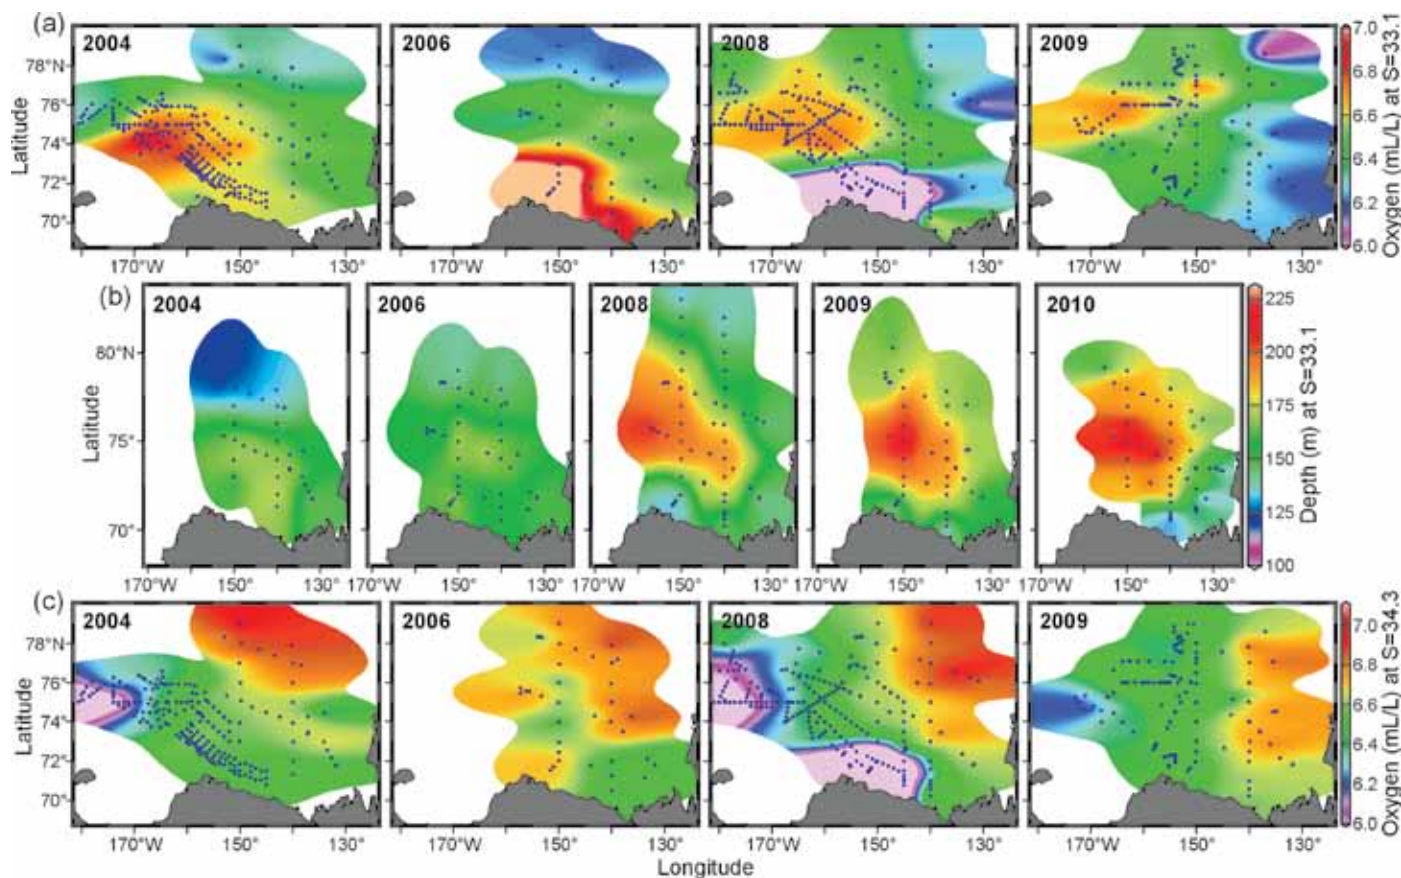 (a)
2004
2006
2008
2009
78°N
76°
74°
72°
70°
Latitude
170°W 150° 130°
170°W 150° 130°
170°W 150° 130°
170°W 150° 130°
7.0
6.8
6.6
6.4
6.2
6.0
Oxygen (mL/L) at S=33.1
(b)
2004
2006
2008
2009
2010
80°N
75°
70°
Latitude
170°W 150° 130°
170°W 150° 130°
170°W 150° 130°
170°W 150° 130°
170°W 150° 130°
225
200
175
150
125
100
Depth (m) at S=33.1
(c)
2004
2006
2008
2009
78°N
76°
74°
72°
70°
Latitude
170°W 150° 130°
170°W 150° 130°
170°W 150° 130°
170°W 150° 130°
Longitude
7.0
6.8
6.6
6.4
6.2
6.0
Oxygen (mL/L) at S=34.3